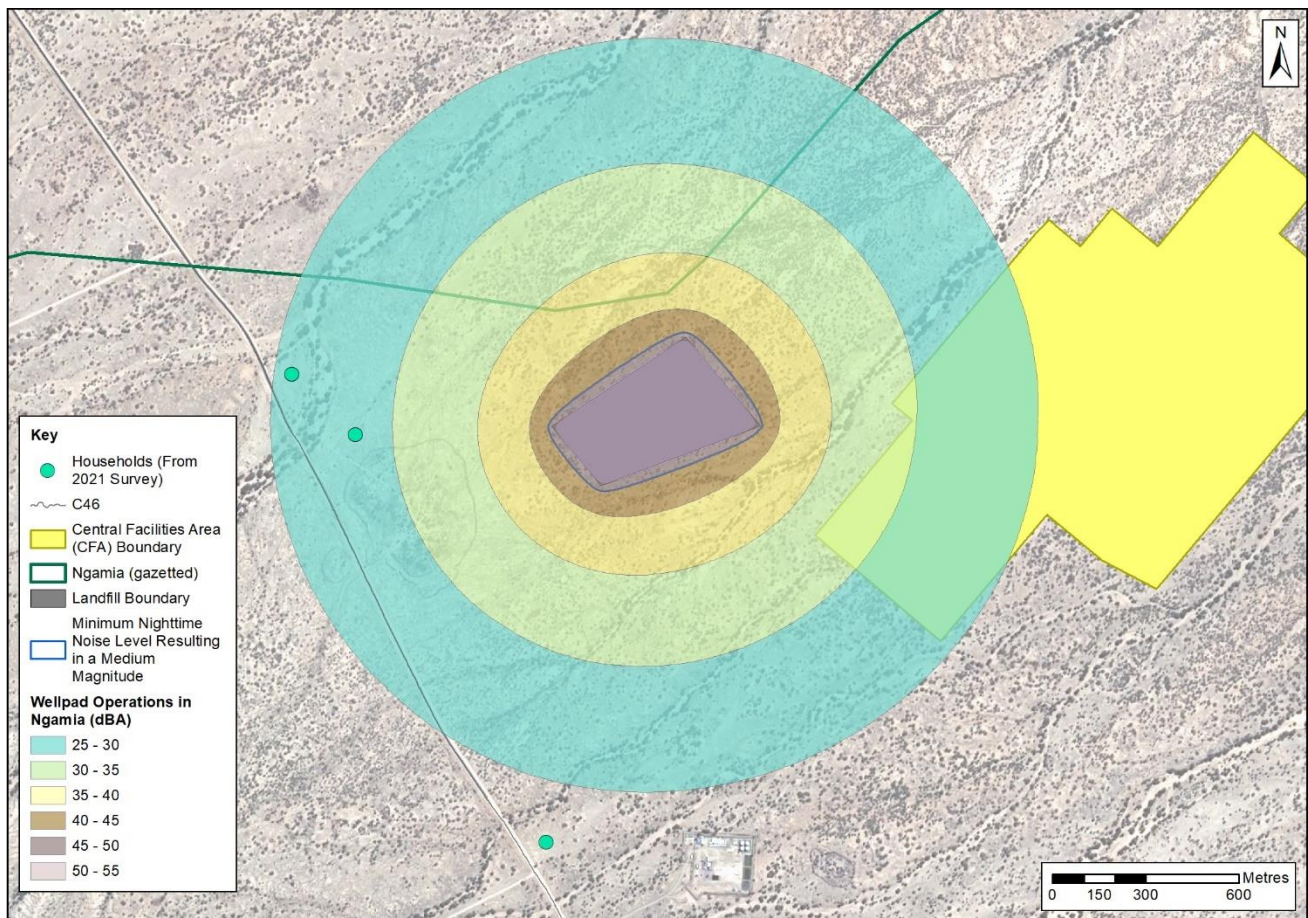 N
Key
Households (From
2021 Survey)
C46
Central Facilities Area
(CFA) Boundary
Ngamia (gazetted)
Landfill Boundary
Minimum Nighttime
Noise Level Resulting
in a Medium
Magnitude
Wellpad Operations in
Ngamia (dBA)
25 - 30
30 - 35
35 - 40
40 - 45
45 - 50
50 - 55
Metres
0 150 300 600